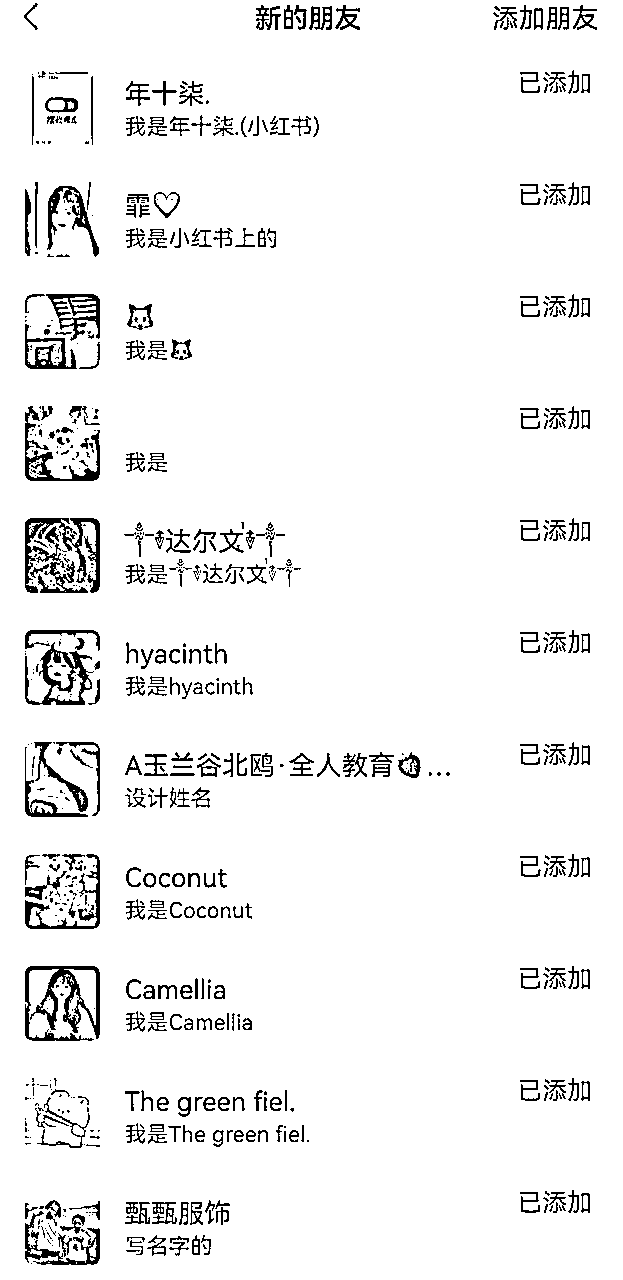 新的朋友
添加朋友
年十柒.
已添加
我是年十柒.(小红书)
霏♡
已添加
我是小红书上的
🐱
已添加
我是🐱
已添加
我是
达尔文
已添加
我是达尔文
hyacinth
已添加
我是hyacinth
A玉兰谷北鸥·全人教育🍓...
已添加
设计姓名
Coconut
已添加
我是Coconut
Camellia
已添加
我是Camellia
The green fiel.
已添加
我是The green fiel.
甄甄服饰
已添加
写名字的